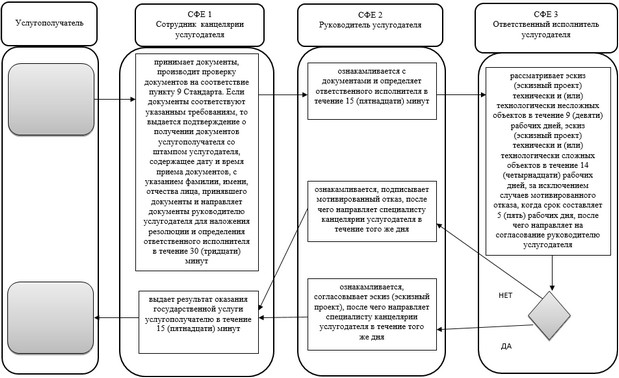 Услугополучатель
СФЕ 1
Сотрудник канцелярии
услугодателя
СФЕ 2
Руководитель услугодателя
СФЕ 3
Ответственный исполнитель
услугодателя
принимает документы,
производит проверку
документов на соответствие
пункту 9 Стандарта. Если
документы соответствуют
указанным требованиям, то
выдается подтверждение о
получении документов
услугополучателя со
штампом услугодателя,
содержащее дату и время
приема документов, с
указанием фамилии, имени,
отчества лица, принявшего
документы и направляет
документы руководителю
услугодателя для наложения
резолюции и определения
ответственного исполнителя
в течение 30 (тридцати)
минут
ознакамливается с
документами и определяет
ответственного исполнителя в
течение 15 (пятнадцати) минут
рассматривает эскиз
(эскизный проект)
технически и (или)
технологически несложных
объектов в течение 9 (девяти)
рабочих дней, эскиз
(эскизный проект)
технически и (или)
технологически сложных
объектов в течение 14
(четырнадцати) рабочих
дней, за исключением
случаев мотивированного
отказа, когда срок составляет
5 (пять) рабочих дня, после
чего направляет на
согласование руководителю
услугодателя
ознакамливается, подписывает
мотивированный отказ, после
чего направляет специалисту
канцелярии услугодателя в
течение того же дня
ознакамливается,
согласовывает эскиз (эскизный
проект), после чего направляет
специалисту канцелярии
услугодателя в течение того
же дня
выдает результат оказания
государственной услуги
услугополучателю в течение
15 (пятнадцати) минут
НЕТ
ДА